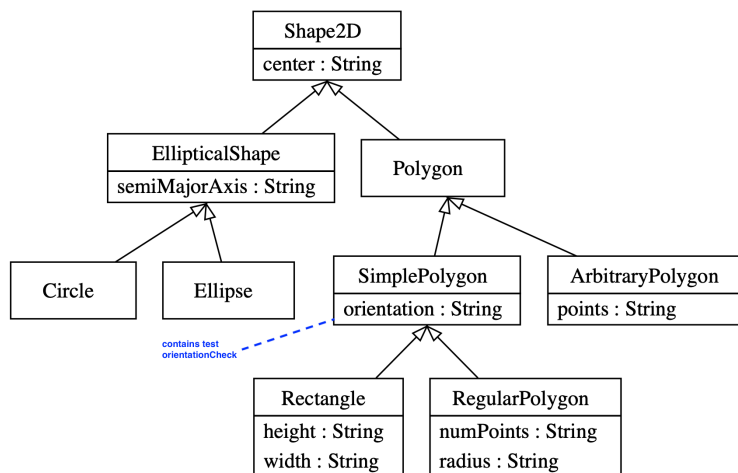 Shape2D
center : String
EllipticalShape
semiMajorAxis : String
Polygon
Circle
Ellipse
SimplePolygon
orientation : String
ArbitraryPolygon
points : String
contains test
orientationCheck
Rectangle
height : String
width : String
RegularPolygon
numPoints : String
radius : String